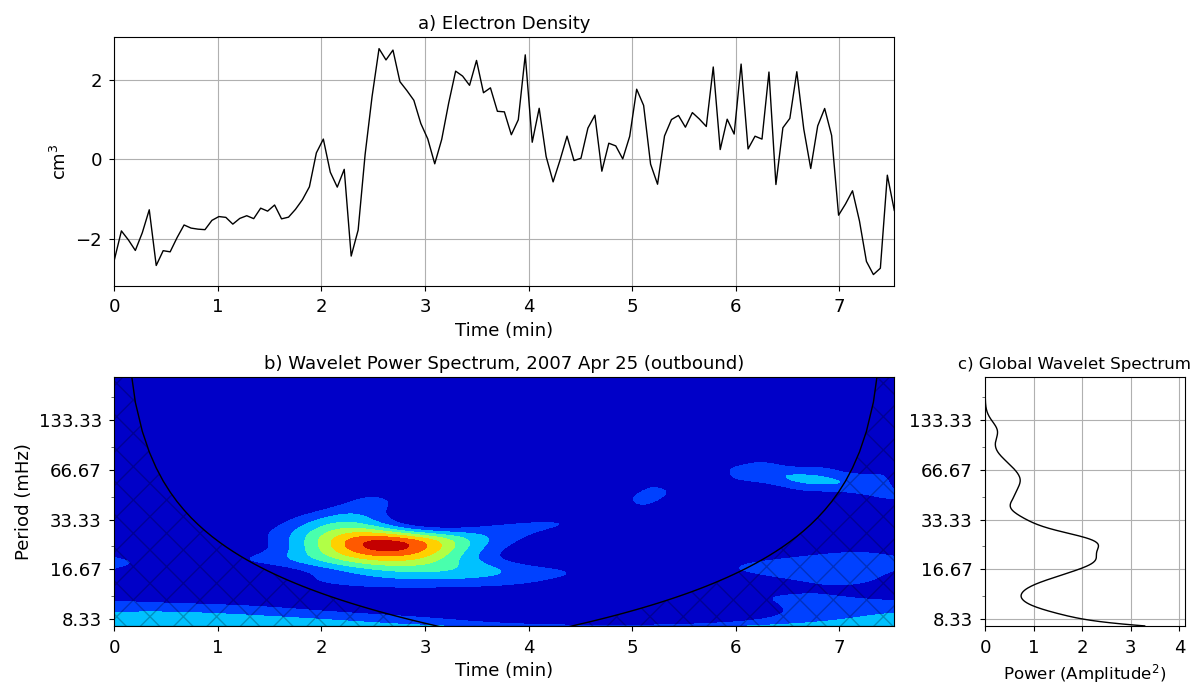 a) Electron Density
2
0
−2
cm³
0 1 2 3 4 5 6 7
Time (min)
b) Wavelet Power Spectrum, 2007 Apr 25 (outbound)
133.33
66.67
33.33
16.67
8.33
Period (mHz)
0 1 2 3 4 5 6 7
Time (min)
c) Global Wavelet Spectrum
133.33
66.67
33.33
16.67
8.33
0 1 2 3 4
Power (Amplitude²)